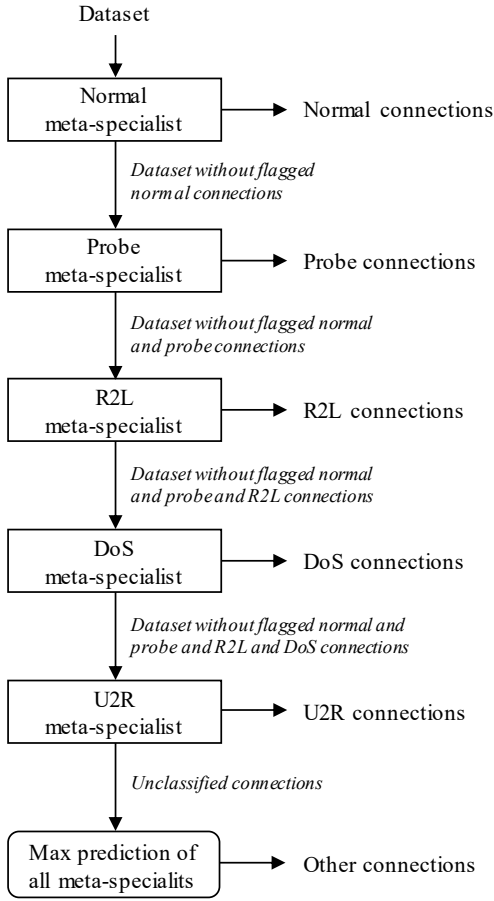 Dataset
Normal
meta-specialist
Normal connections
Dataset without flagged
normal connections
Probe
meta-specialist
Probe connections
Dataset without flagged normal
and probe connections
R2L
meta-specialist
R2L connections
Dataset without flagged normal
and probe and R2L connections
DoS
meta-specialist
DoS connections
Dataset without flagged normal and
probe and R2L and DoS connections
U2R
meta-specialist
U2R connections
Unclassified connections
Max prediction of
all meta-specialits
Other connections